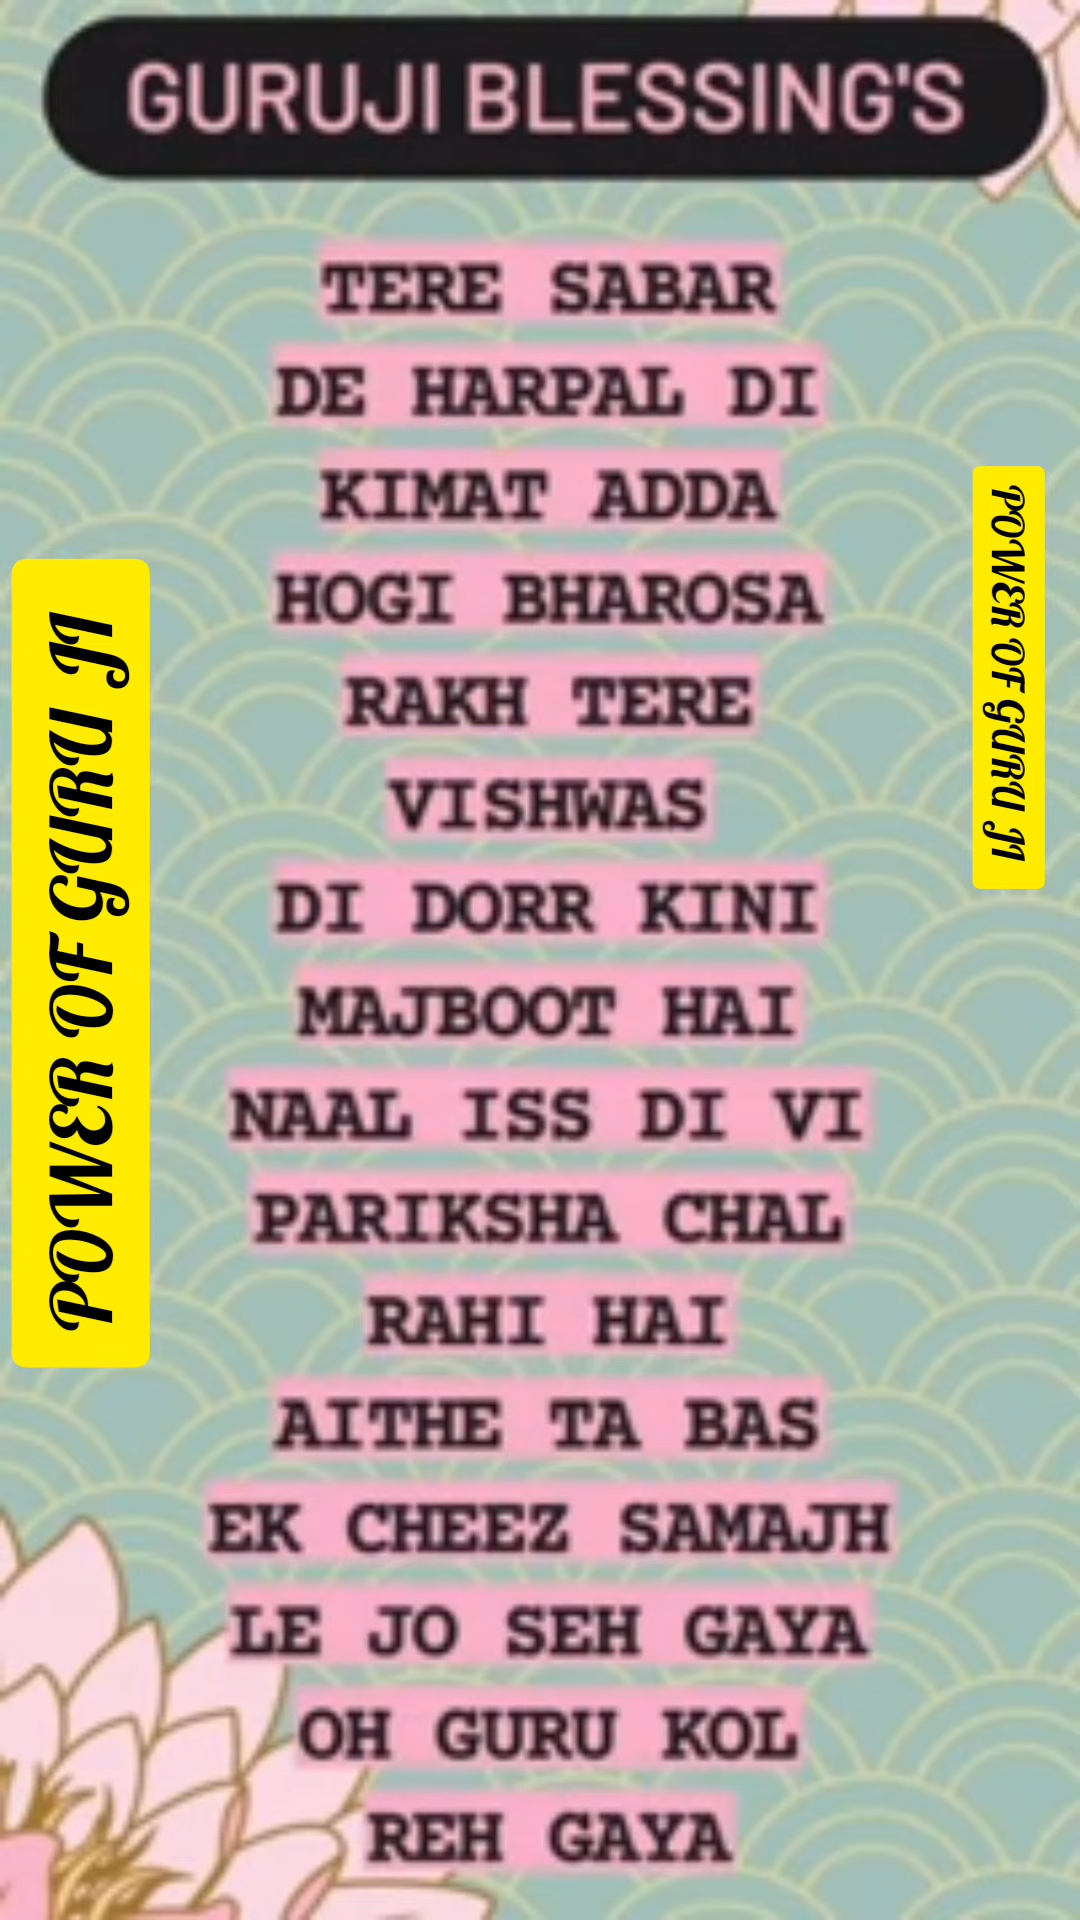 GURUJI BLESSING'S
TERE SABAR
DE HARPAL DI
KIMAT ADDA
HOGI BHAROSA
RAKH TERE
VISHWAS
DI DORR KINI
MAJBOOT HAI
NAAL ISS DI VI
PARIKSHA CHAL
RAHI HAI
AITHE TA BAS
EK CHEEZ SAMAJH
LE JO SEH GAYA
OH GURU KOL
REH GAYA
POWER OF GURU JI
POWER OF GURU JI